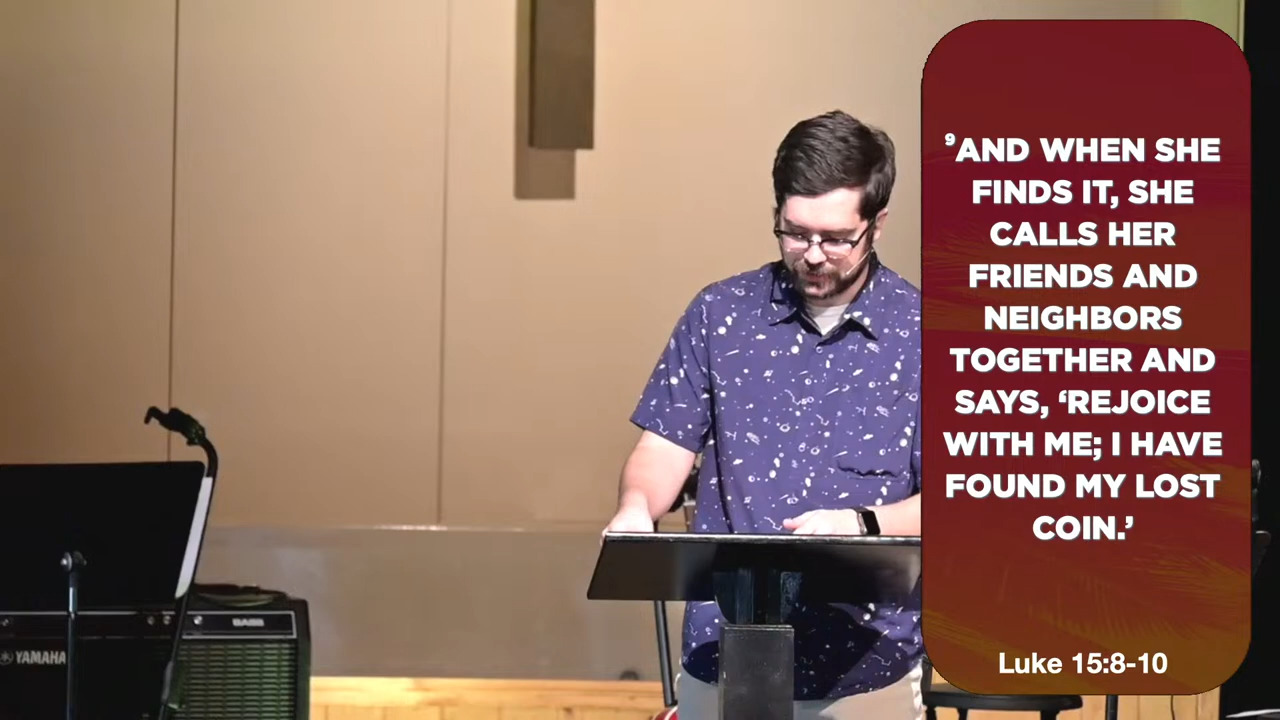 ⁹AND WHEN SHE
FINDS IT, SHE
CALLS HER
FRIENDS AND
NEIGHBORS
TOGETHER AND
SAYS, ‘REJOICE
WITH ME; I HAVE
FOUND MY LOST
COIN.’
Luke 15:8-10
YAMAHA
BASS